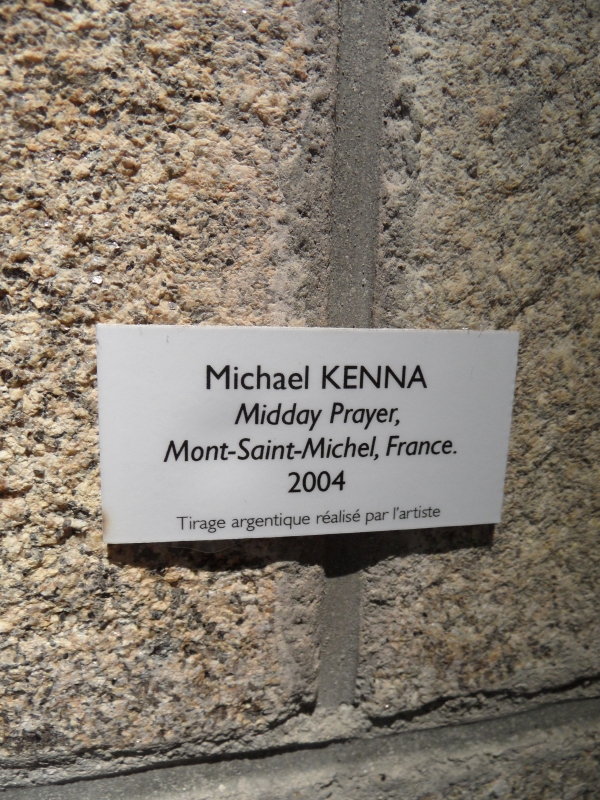 Michael KENNA
Midday Prayer,
Mont-Saint-Michel, France.
2004
Tirage argentique réalisé par l'artiste